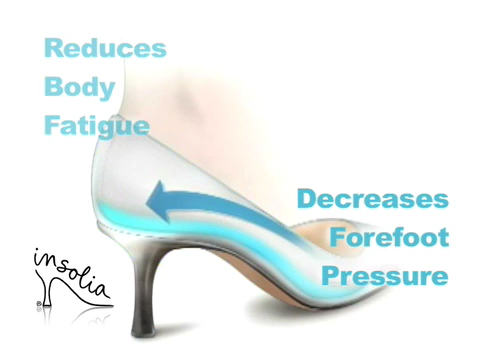 Reduces
Body
Fatigue
Decreases
Forefoot
Pressure
insolia
®